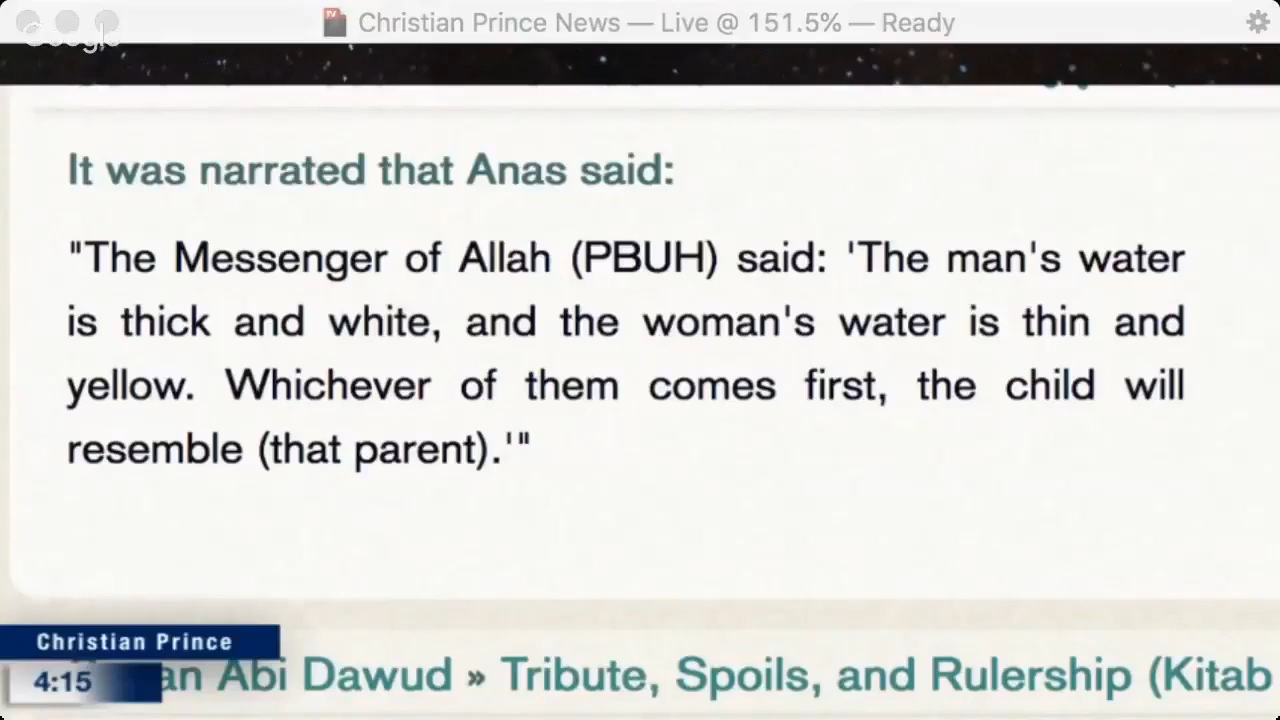 Christian Prince News — Live @ 151.5% — Ready
Google
It was narrated that Anas said:
"The Messenger of Allah (PBUH) said: 'The man's water
is thick and white, and the woman's water is thin and
yellow. Whichever of them comes first, the child will
resemble (that parent).'"
Christian Prince
4:15
an Abi Dawud » Tribute, Spoils, and Rulership (Kitab